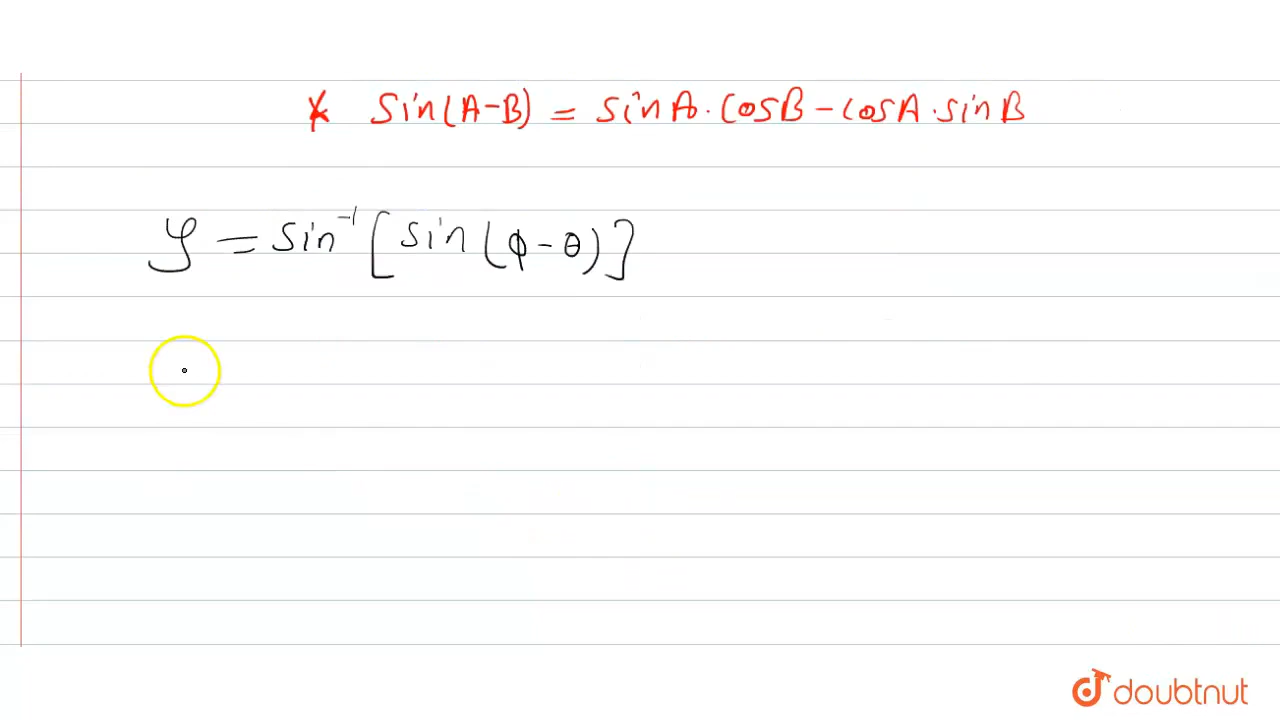 * Sin(A-B) = sinA·CosB-cosA·sinB
y = sin⁻¹[sin(ϕ-θ)]
doubtnut